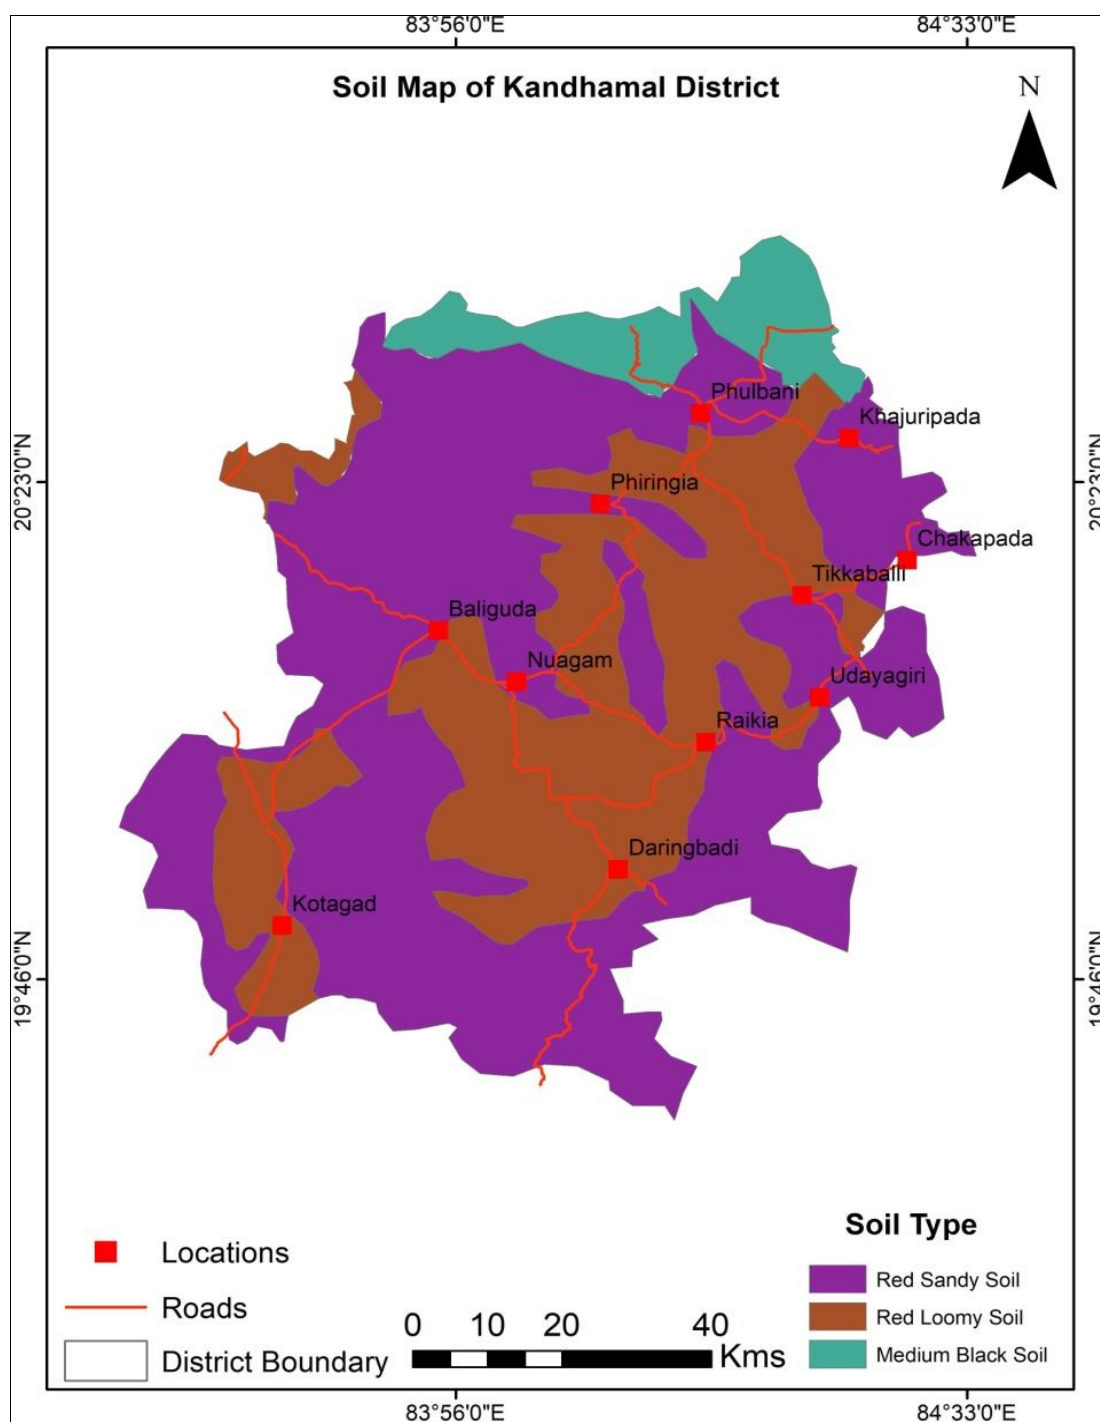 83°56'0"E
84°33'0"E
Soil Map of Kandhamal District
N
Phulbani
Khajuripada
20°23'0"N
20°23'0"N
Phiringia
Chakapada
Tikkaballi
Baliguda
Nuagam
Udayagiri
Raikia
Daringbadi
Kotagad
19°46'0"N
19°46'0"N
Locations
Roads
District Boundary
0 10 20 40
Kms
Soil Type
Red Sandy Soil
Red Loomy Soil
Medium Black Soil
83°56'0"E
84°33'0"E